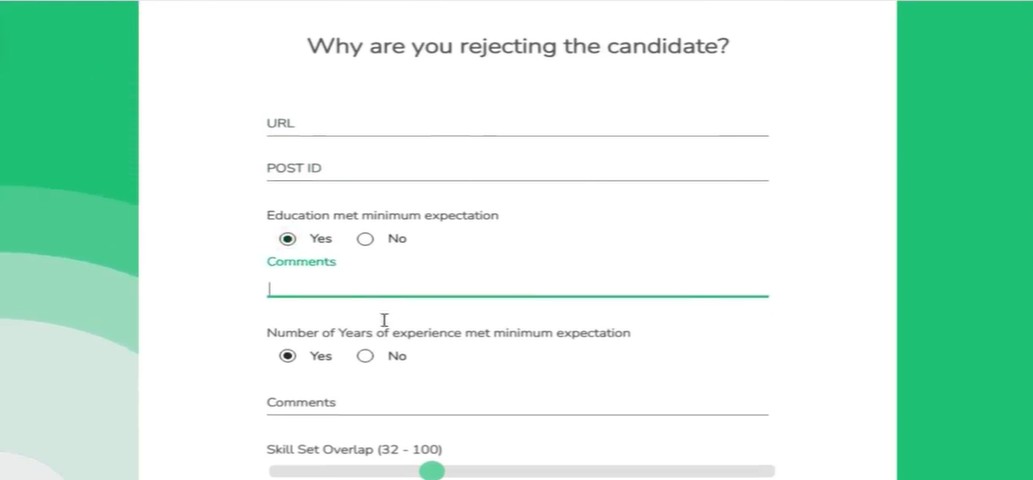 Why are you rejecting the candidate?
URL
POST ID
Education met minimum expectation
Yes No
Comments
Number of Years of experience met minimum expectation
Yes No
Comments
Skill Set Overlap (32 - 100)